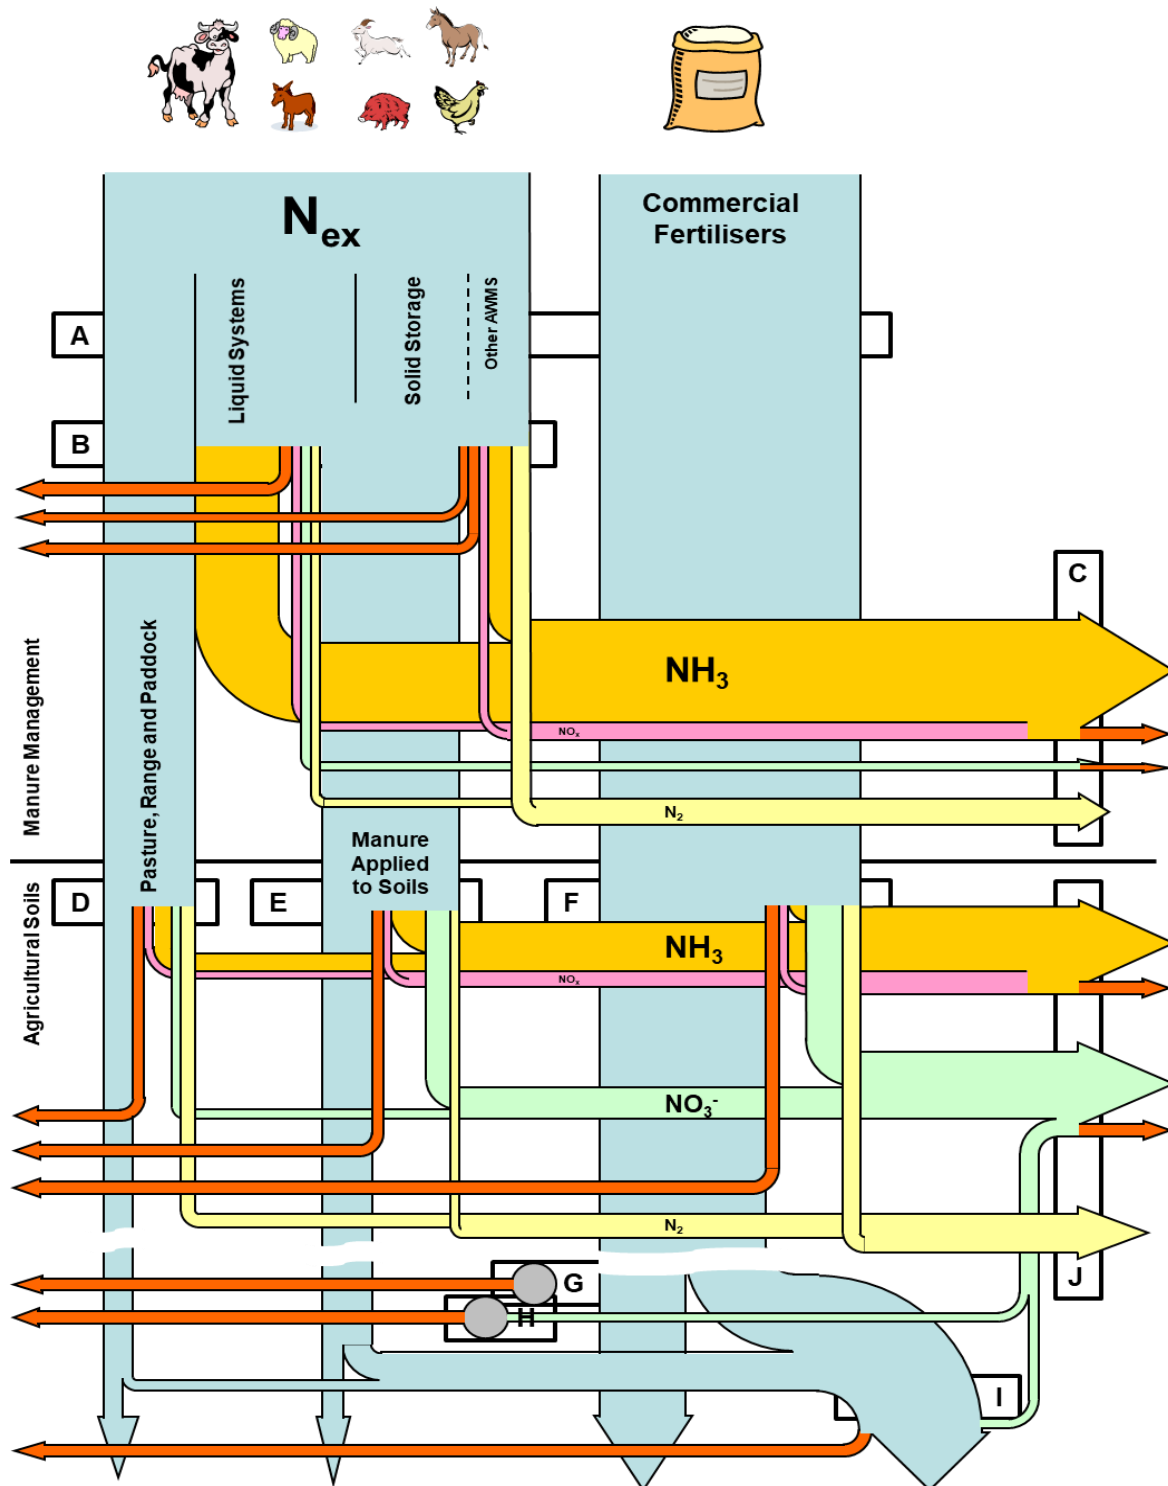 N_ex
Commercial
Fertilisers
A
Liquid Systems
Solid Storage
Other AWMS
B
C
Manure Management
Pasture, Range and Paddock
NH₃
NOₓ
N₂
Manure
Applied
to Soils
Agricultural Soils
D
E
F
NH₃
NOₓ
NO₃⁻
N₂
G
J
H
I